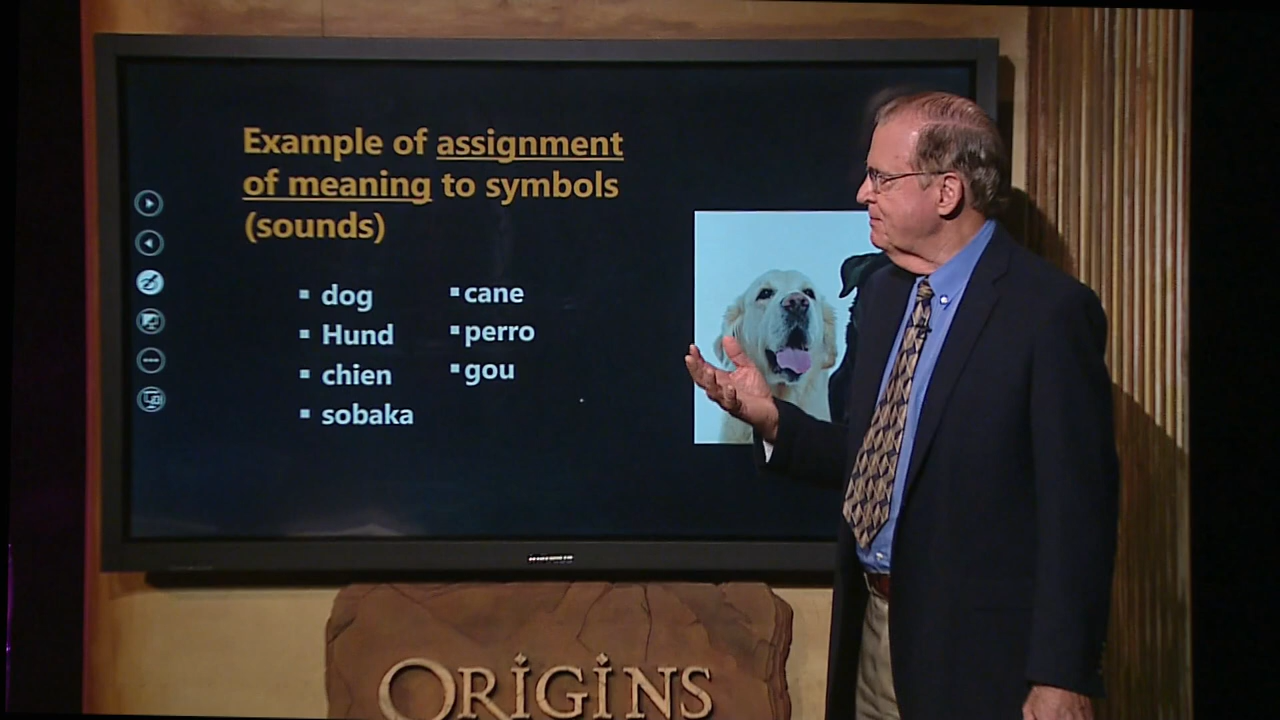 Example of assignment
of meaning to symbols
(sounds)
▪ dog
▪ Hund
▪ chien
▪ sobaka
▪ cane
▪ perro
▪ gou
ORIGINS